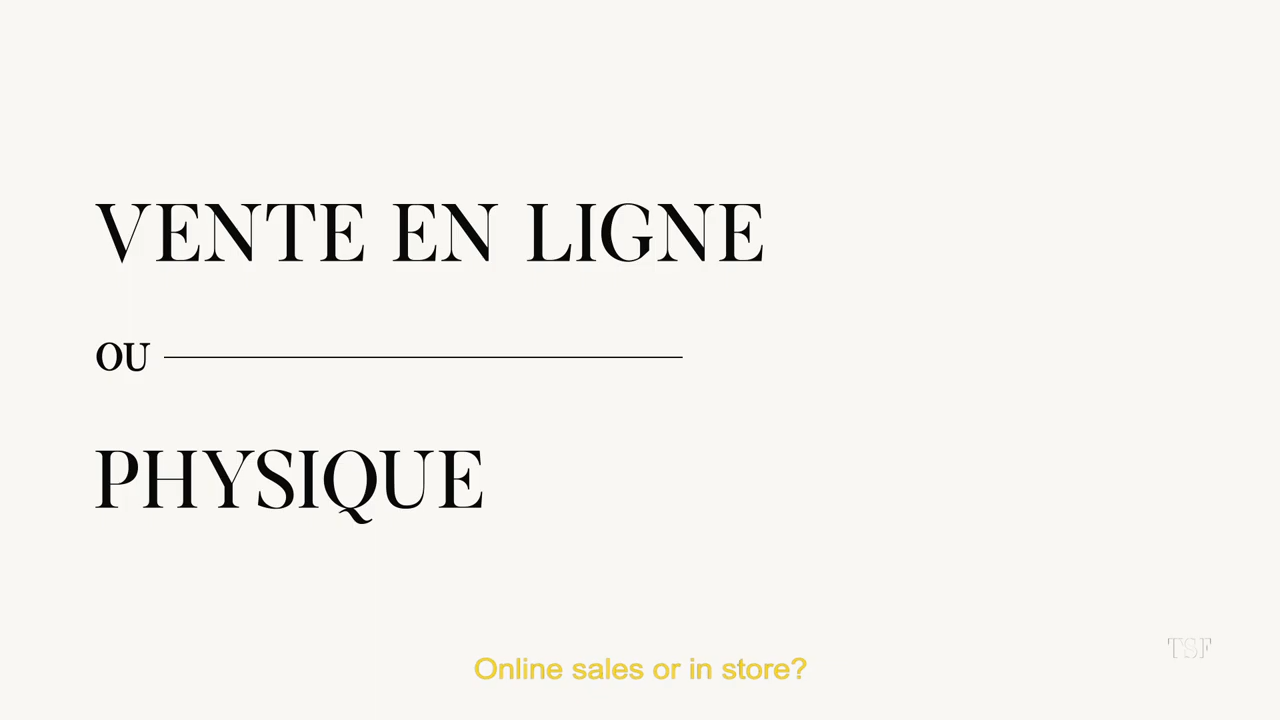 VENTE EN LIGNE
OU
PHYSIQUE
Online sales or in store?
TSF